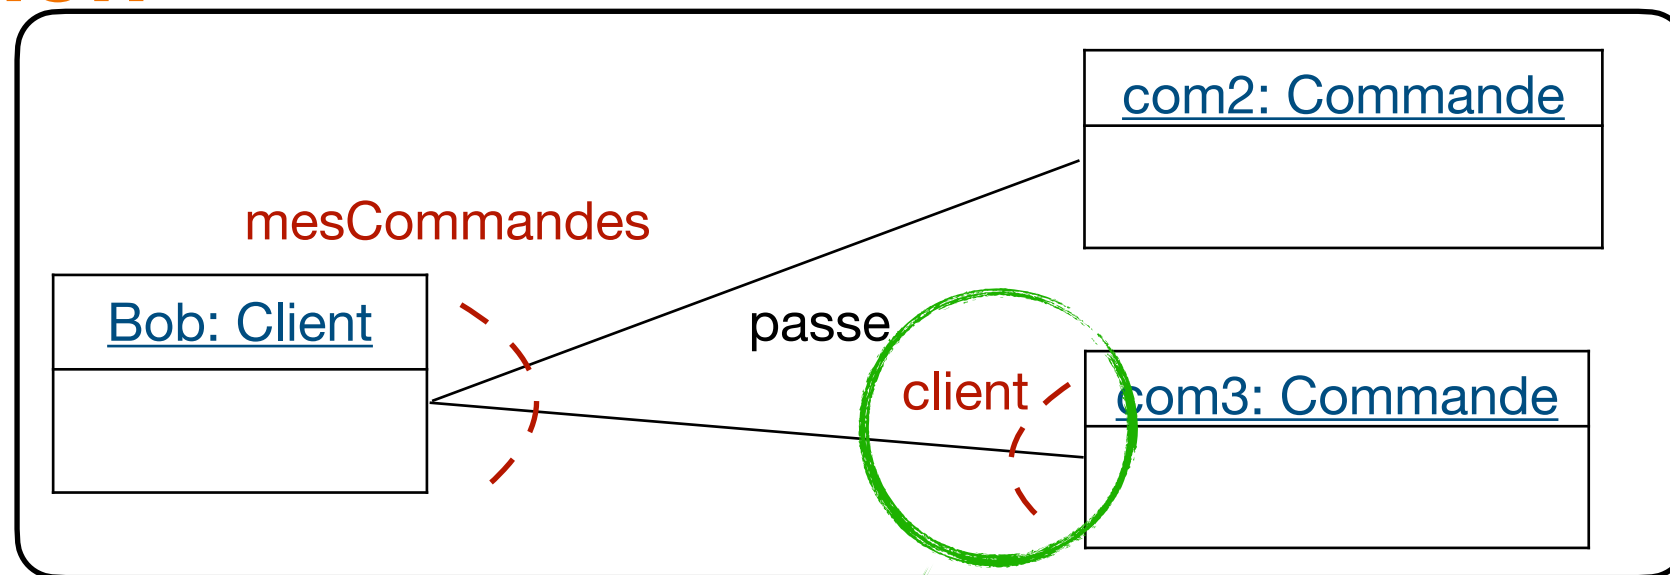 com2: Commande
mesCommandes
Bob: Client
passe
client
com3: Commande